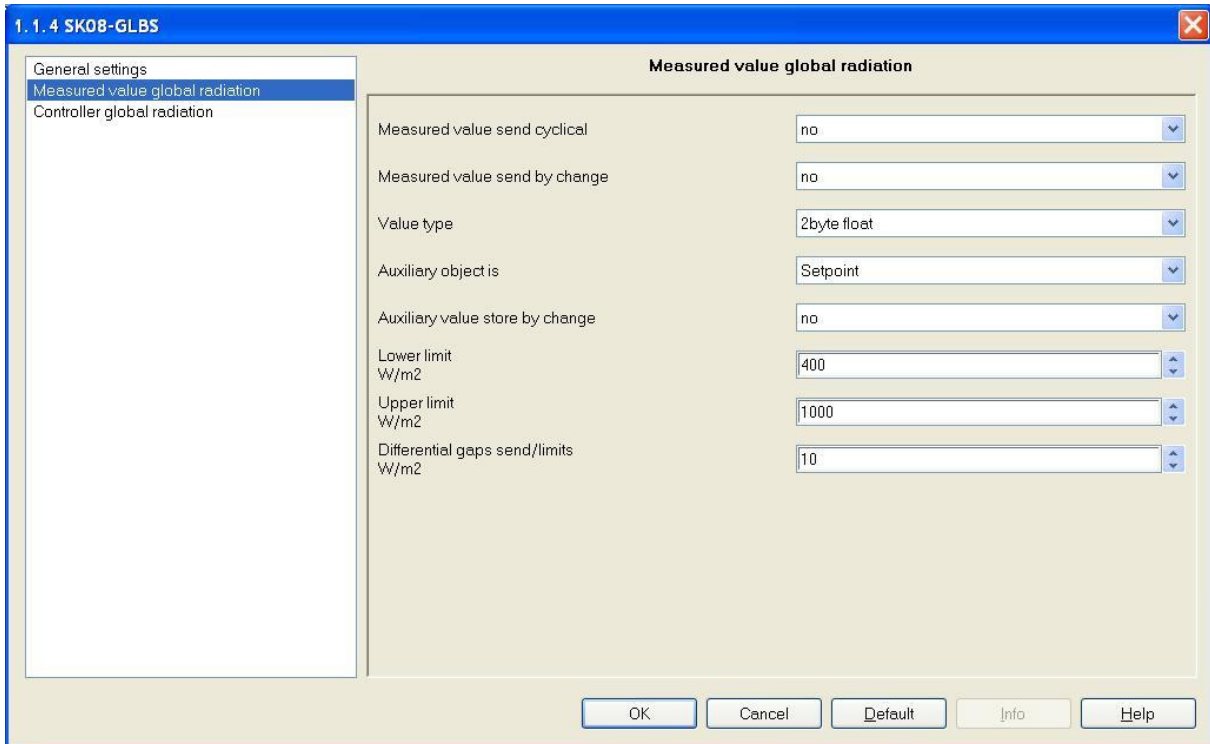 1.1.4 SK08-GLBS
General settings
Measured value global radiation
Controller global radiation
Measured value global radiation
Measured value send cyclical
no
Measured value send by change
no
Value type
2byte float
Auxiliary object is
Setpoint
Auxiliary value store by change
no
Lower limit
W/m2
400
Upper limit
W/m2
1000
Differential gaps send/limits
W/m2
10
OK Cancel Default Info Help